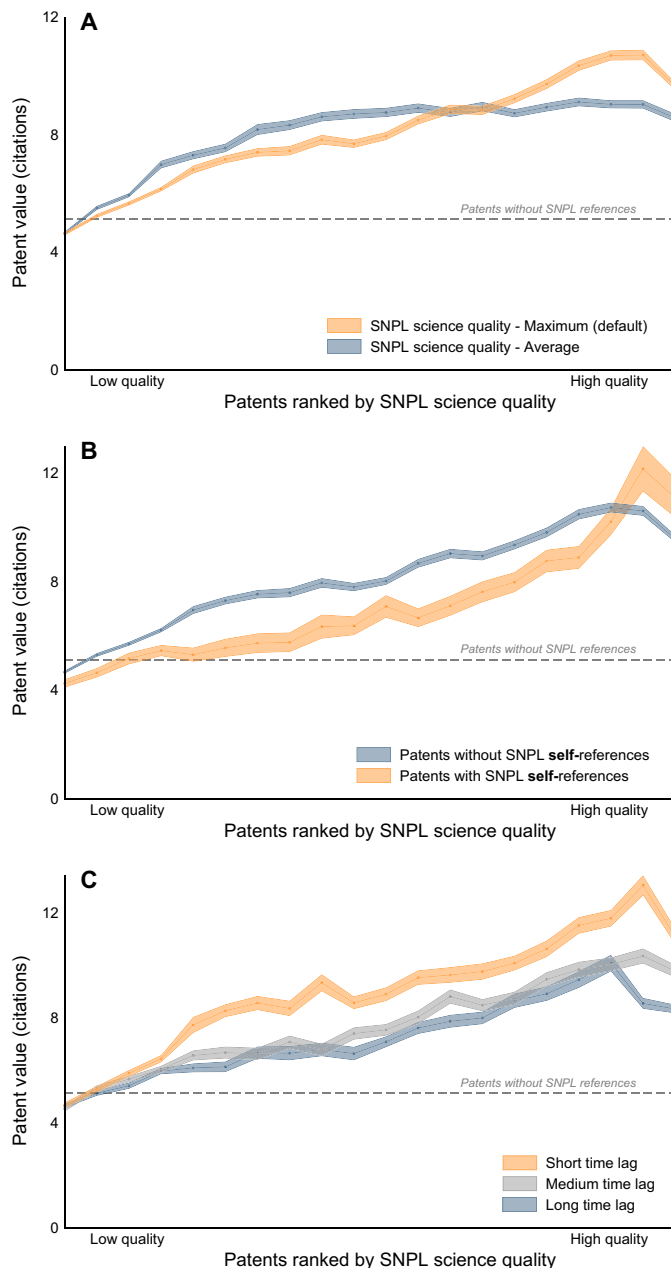 A
12
8
4
0
Patent value (citations)
Patents without SNPL references
SNPL science quality - Maximum (default)
SNPL science quality - Average
Low quality
High quality
Patents ranked by SNPL science quality
B
12
8
4
0
Patent value (citations)
Patents without SNPL references
Patents without SNPL self-references
Patents with SNPL self-references
Low quality
High quality
Patents ranked by SNPL science quality
C
12
8
4
0
Patent value (citations)
Patents without SNPL references
Short time lag
Medium time lag
Long time lag
Low quality
High quality
Patents ranked by SNPL science quality